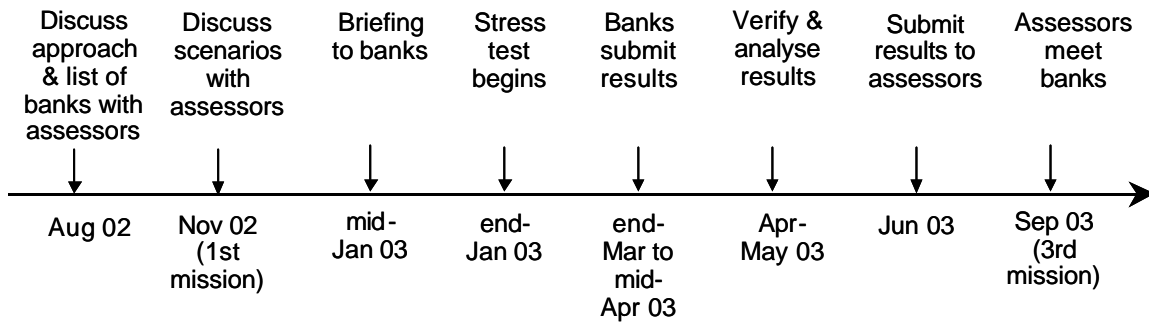 Discuss
approach
& list of
banks with
assessors
Discuss
scenarios
with
assessors
Briefing
to banks
Stress
test
begins
Banks
submit
results
Verify &
analyse
results
Submit
results to
assessors
Assessors
meet
banks
Aug 02
Nov 02
(1st
mission)
mid-
Jan 03
end-
Jan 03
end-
Mar to
mid-
Apr 03
Apr-
May 03
Jun 03
Sep 03
(3rd
mission)